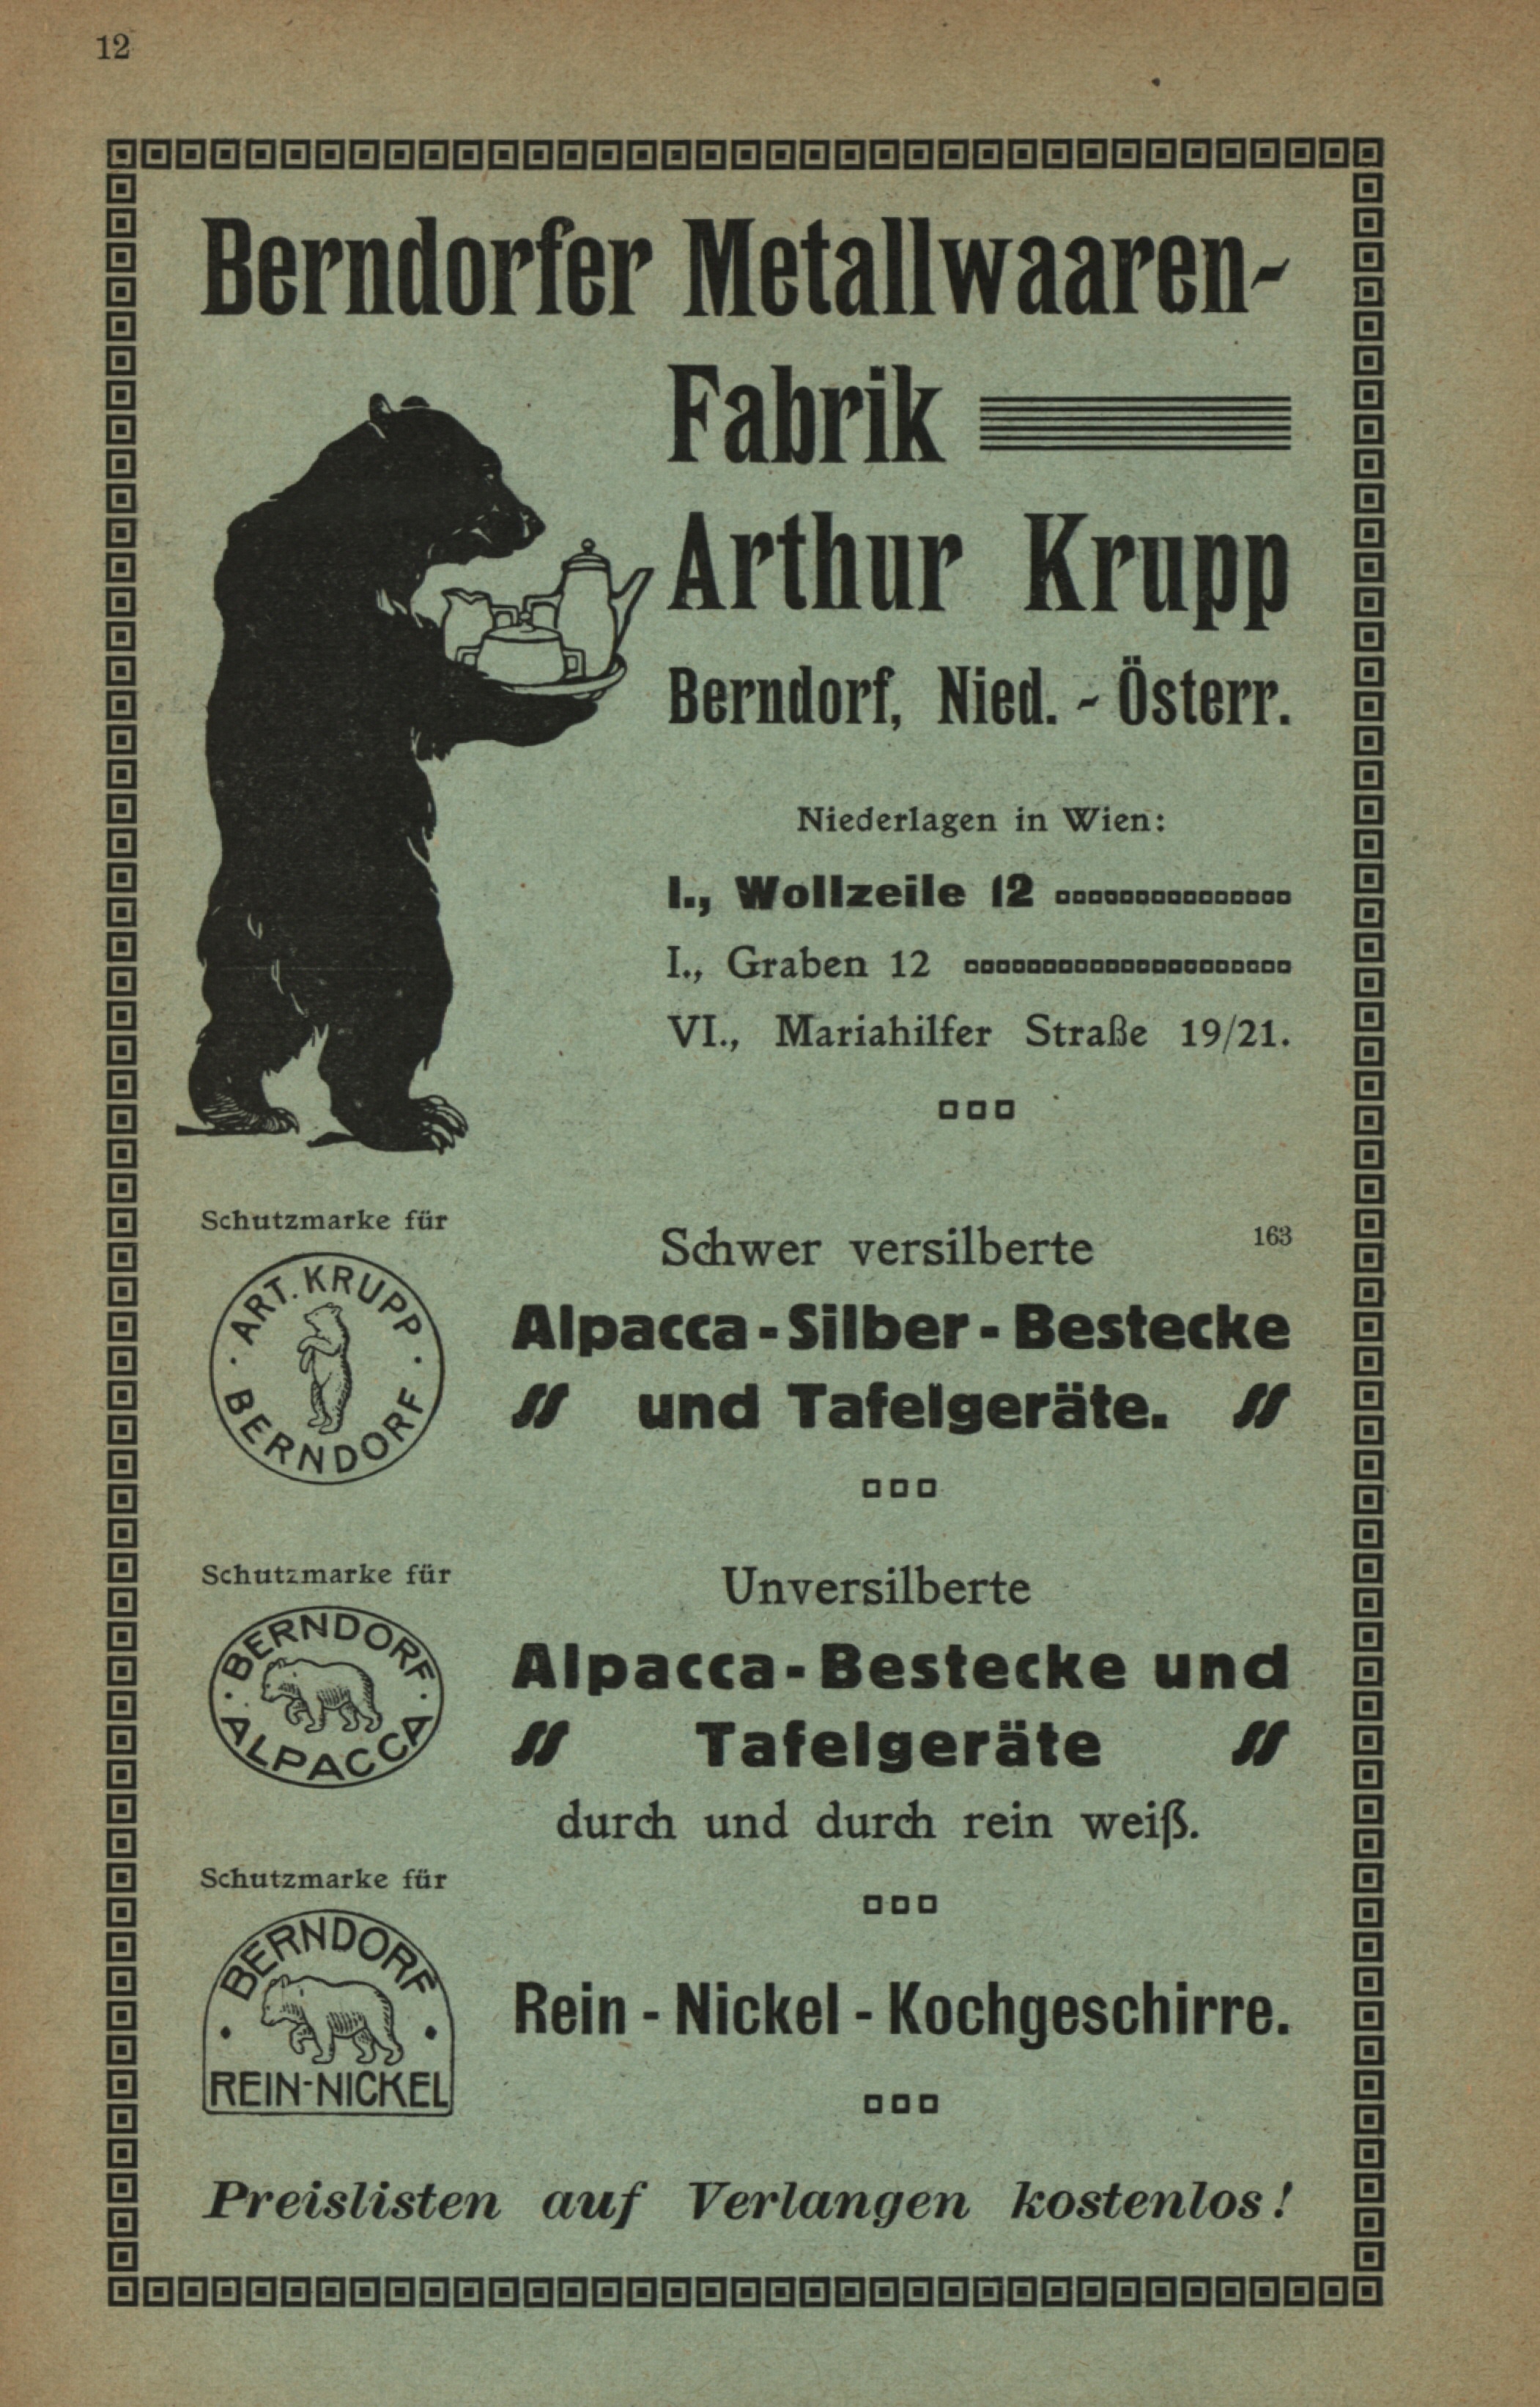 12
Berndorfer Metallwaaren-
Fabrik
Arthur Krupp
Berndorf, Nied. - Österr.
Niederlagen in Wien:
I., Wollzeile 12
I., Graben 12
VI., Mariahilfer Straße 19/21.
Schutzmarke für
ART. KRUPP
BERNDORF
Schwer versilberte
163
Alpacca - Silber - Bestecke
und Tafelgeräte.
Schutzmarke für
BERNDORF
ALPACCA
Unversilberte
Alpacca - Bestecke und
Tafelgeräte
durch und durch rein weiß.
Schutzmarke für
BERNDORF
REIN-NICKEL
Rein - Nickel - Kochgeschirre.
Preislisten auf Verlangen kostenlos!